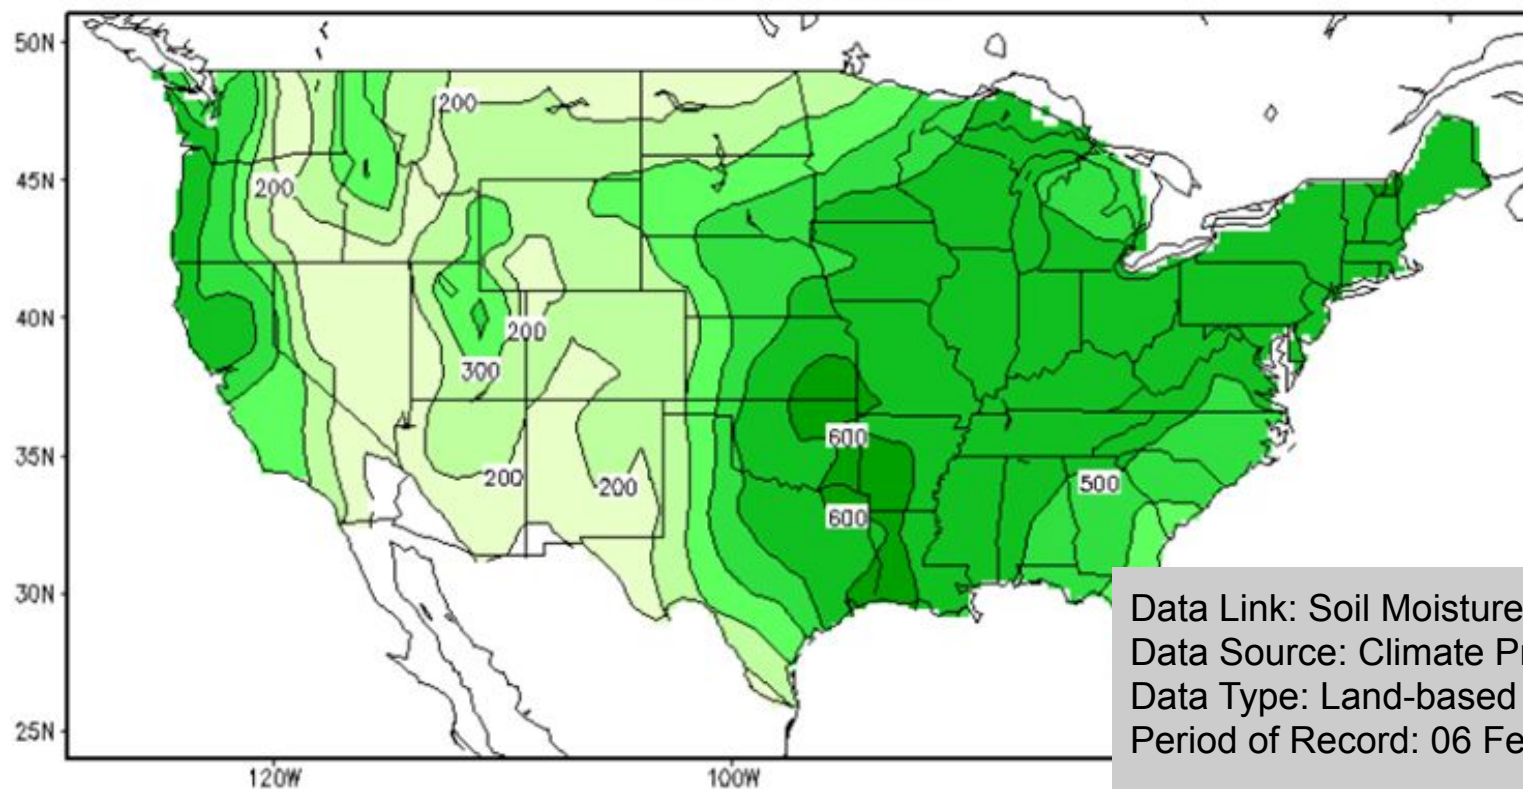 50N
200
45N
200
40N
200
300
600
35N
200
200
500
600
30N
25N
120W
100W
Data Link: Soil Moisture
Data Source: Climate P
Data Type: Land-based
Period of Record: 06 Fe